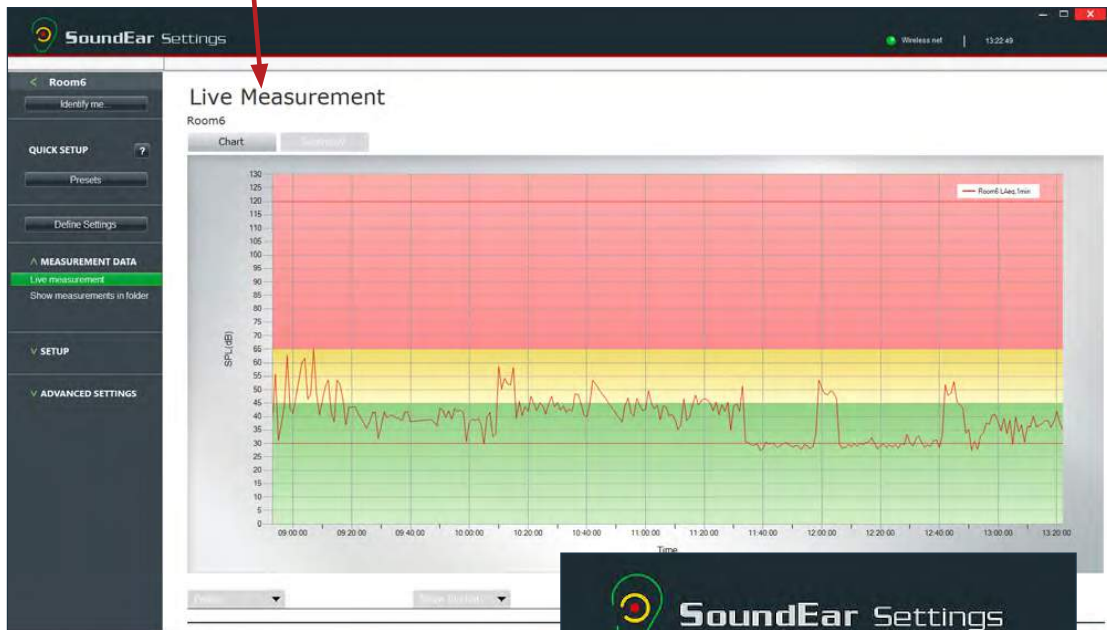 SoundEar Settings
Wireless net | 13:22:49
< Room6
Identify me...
QUICK SETUP ?
Presets
Define Settings
MEASUREMENT DATA
Live measurement
Show measurements in folder
SETUP
ADVANCED SETTINGS
Live Measurement
Room6
Chart
Room6 LAeq,1min
SPL(dB)
130
125
120
115
110
105
100
95
90
85
80
75
70
65
60
55
50
45
40
35
30
25
20
15
10
5
0
09:00:00 09:20:00 09:40:00 10:00:00 10:20:00 10:40:00 11:00:00 11:20:00 11:40:00 12:00:00 12:20:00 12:40:00 13:00:00 13:20:00
Time
SoundEar Settings